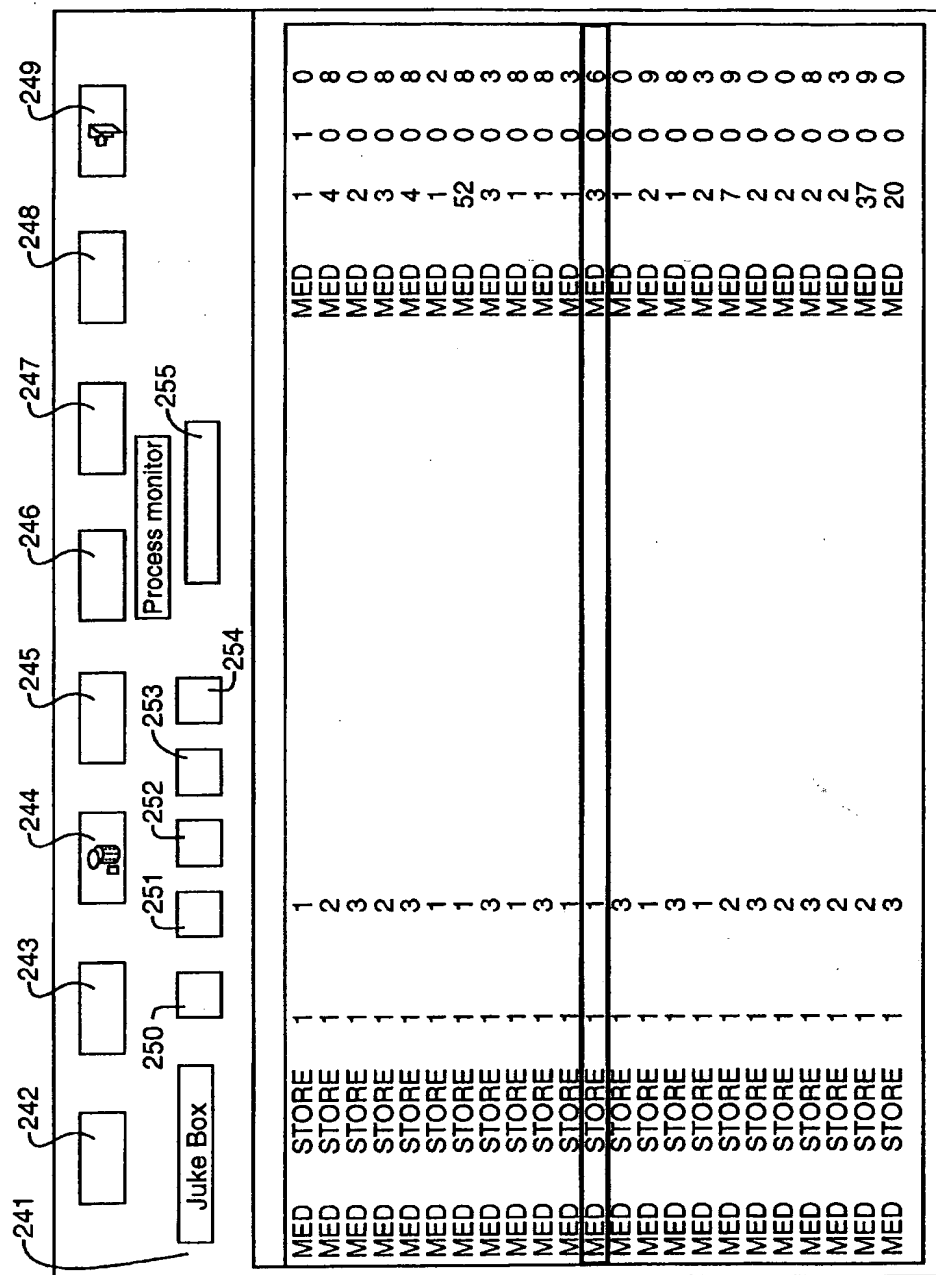 241 242 243 244 245 246 247 248 249
Process monitor
Juke Box 250 251 252 253 254 255
MED STORE 1 1 MED 1 1 0
MED STORE 1 2 MED 4 0 8
MED STORE 1 3 MED 2 0 0
MED STORE 1 2 MED 3 0 8
MED STORE 1 3 MED 4 0 8
MED STORE 1 1 MED 1 0 2
MED STORE 1 1 MED 52 0 8
MED STORE 1 3 MED 3 0 3
MED STORE 1 1 MED 1 0 8
MED STORE 1 3 MED 1 0 8
MED STORE 1 1 MED 1 0 3
MED STORE 1 1 MED 3 0 6
MED STORE 1 3 MED 1 0 0
MED STORE 1 1 MED 2 0 9
MED STORE 1 3 MED 1 0 8
MED STORE 1 1 MED 2 0 3
MED STORE 1 2 MED 7 0 9
MED STORE 1 3 MED 2 0 0
MED STORE 1 2 MED 2 0 0
MED STORE 1 3 MED 2 0 8
MED STORE 1 2 MED 2 0 3
MED STORE 1 2 MED 37 0 9
MED STORE 1 3 MED 20 0 0